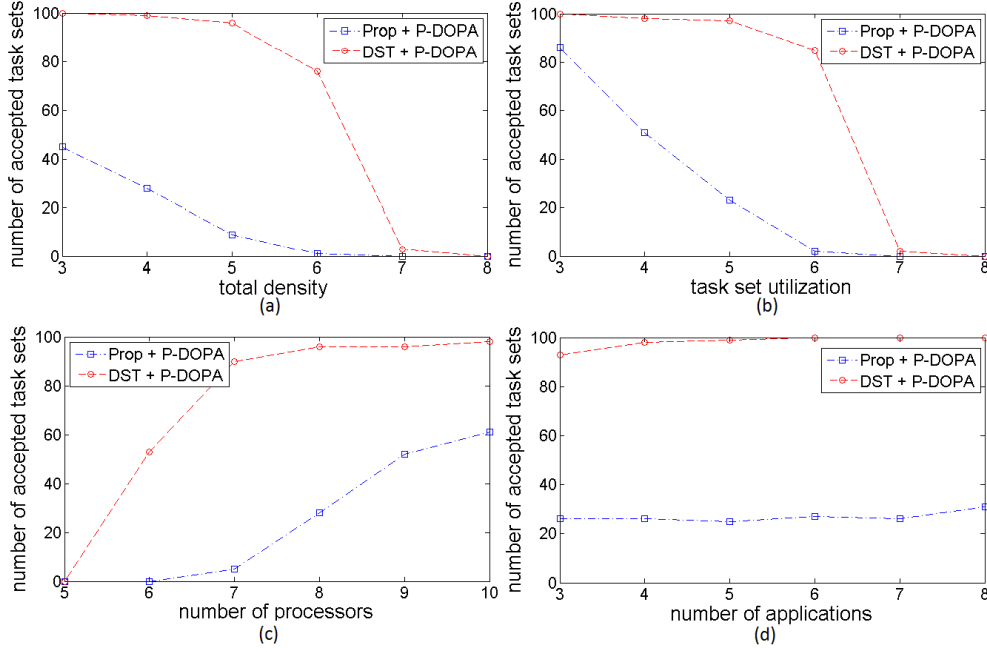 number of accepted task sets
100
80
60
40
20
0
Prop + P-DOPA
DST + P-DOPA
3 4 5 6 7 8
total density
(a)
number of accepted task sets
100
80
60
40
20
0
Prop + P-DOPA
DST + P-DOPA
3 4 5 6 7 8
task set utilization
(b)
number of accepted task sets
100
80
60
40
20
0
Prop + P-DOPA
DST + P-DOPA
5 6 7 8 9 10
number of processors
(c)
number of accepted task sets
100
80
60
40
20
0
Prop + P-DOPA
DST + P-DOPA
3 4 5 6 7 8
number of applications
(d)